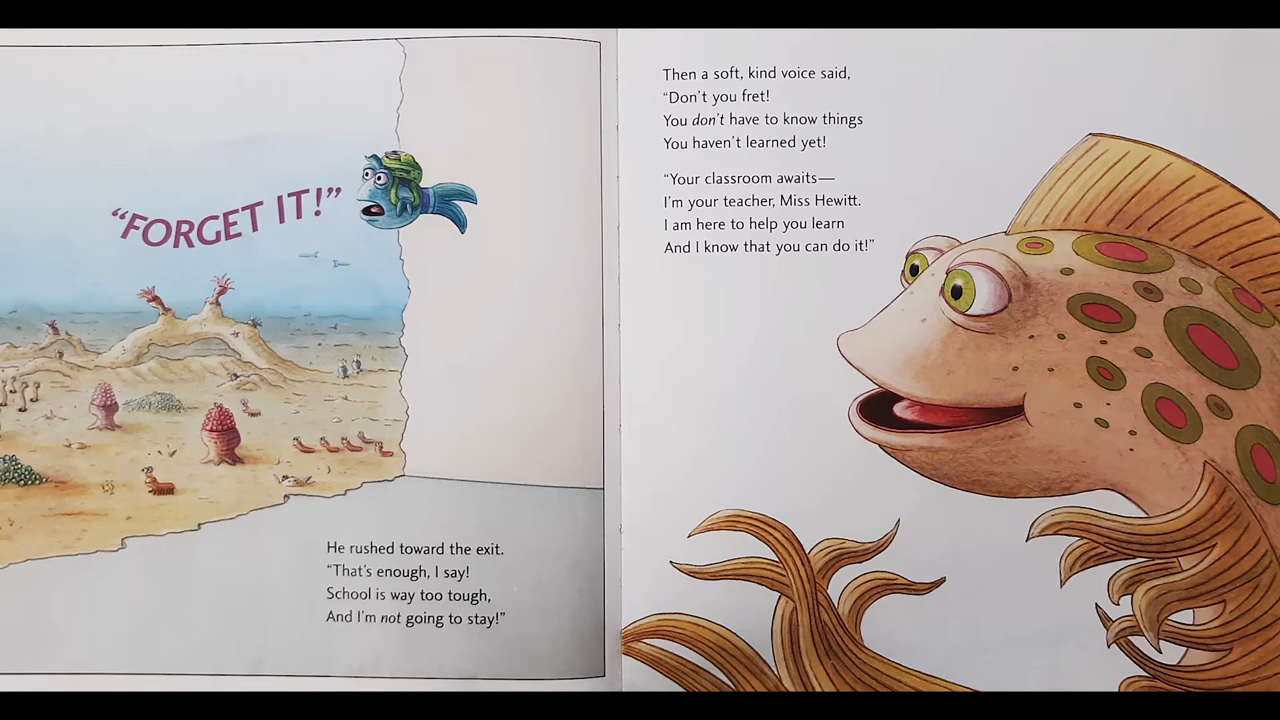 “FORGET IT!”
He rushed toward the exit.
“That’s enough, I say!
School is way too tough,
And I’m not going to stay!”
Then a soft, kind voice said,
“Don’t you fret!
You don’t have to know things
You haven’t learned yet!
“Your classroom awaits—
I’m your teacher, Miss Hewitt.
I am here to help you learn
And I know that you can do it!”